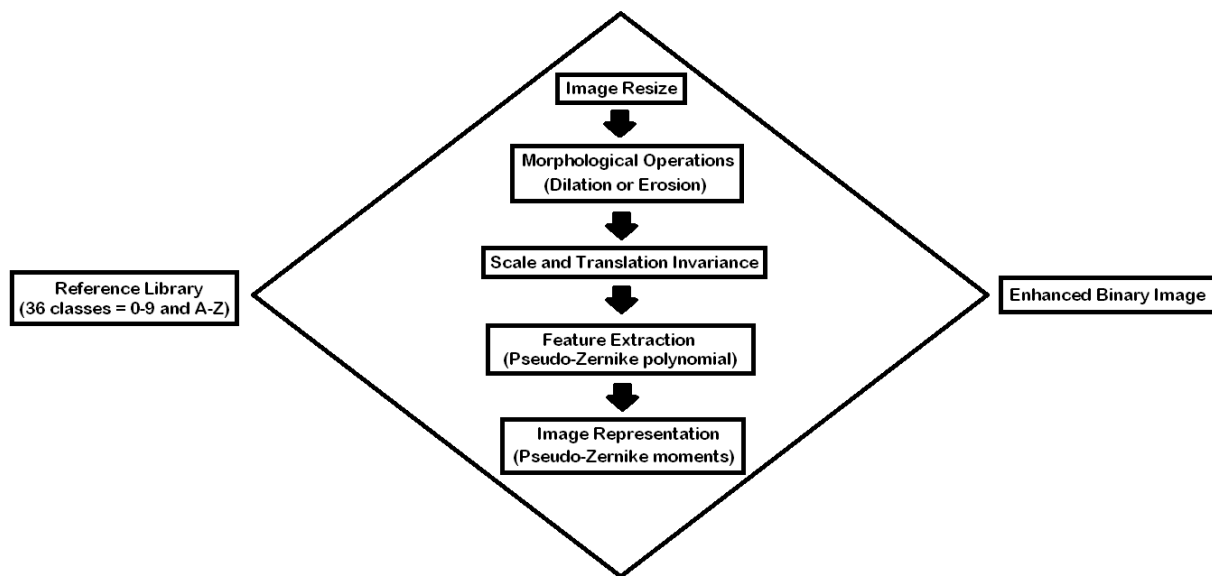 Image Resize
Morphological Operations
(Dilation or Erosion)
Scale and Translation Invariance
Reference Library
(36 classes = 0-9 and A-Z)
Enhanced Binary Image
Feature Extraction
(Pseudo-Zernike polynomial)
Image Representation
(Pseudo-Zernike moments)